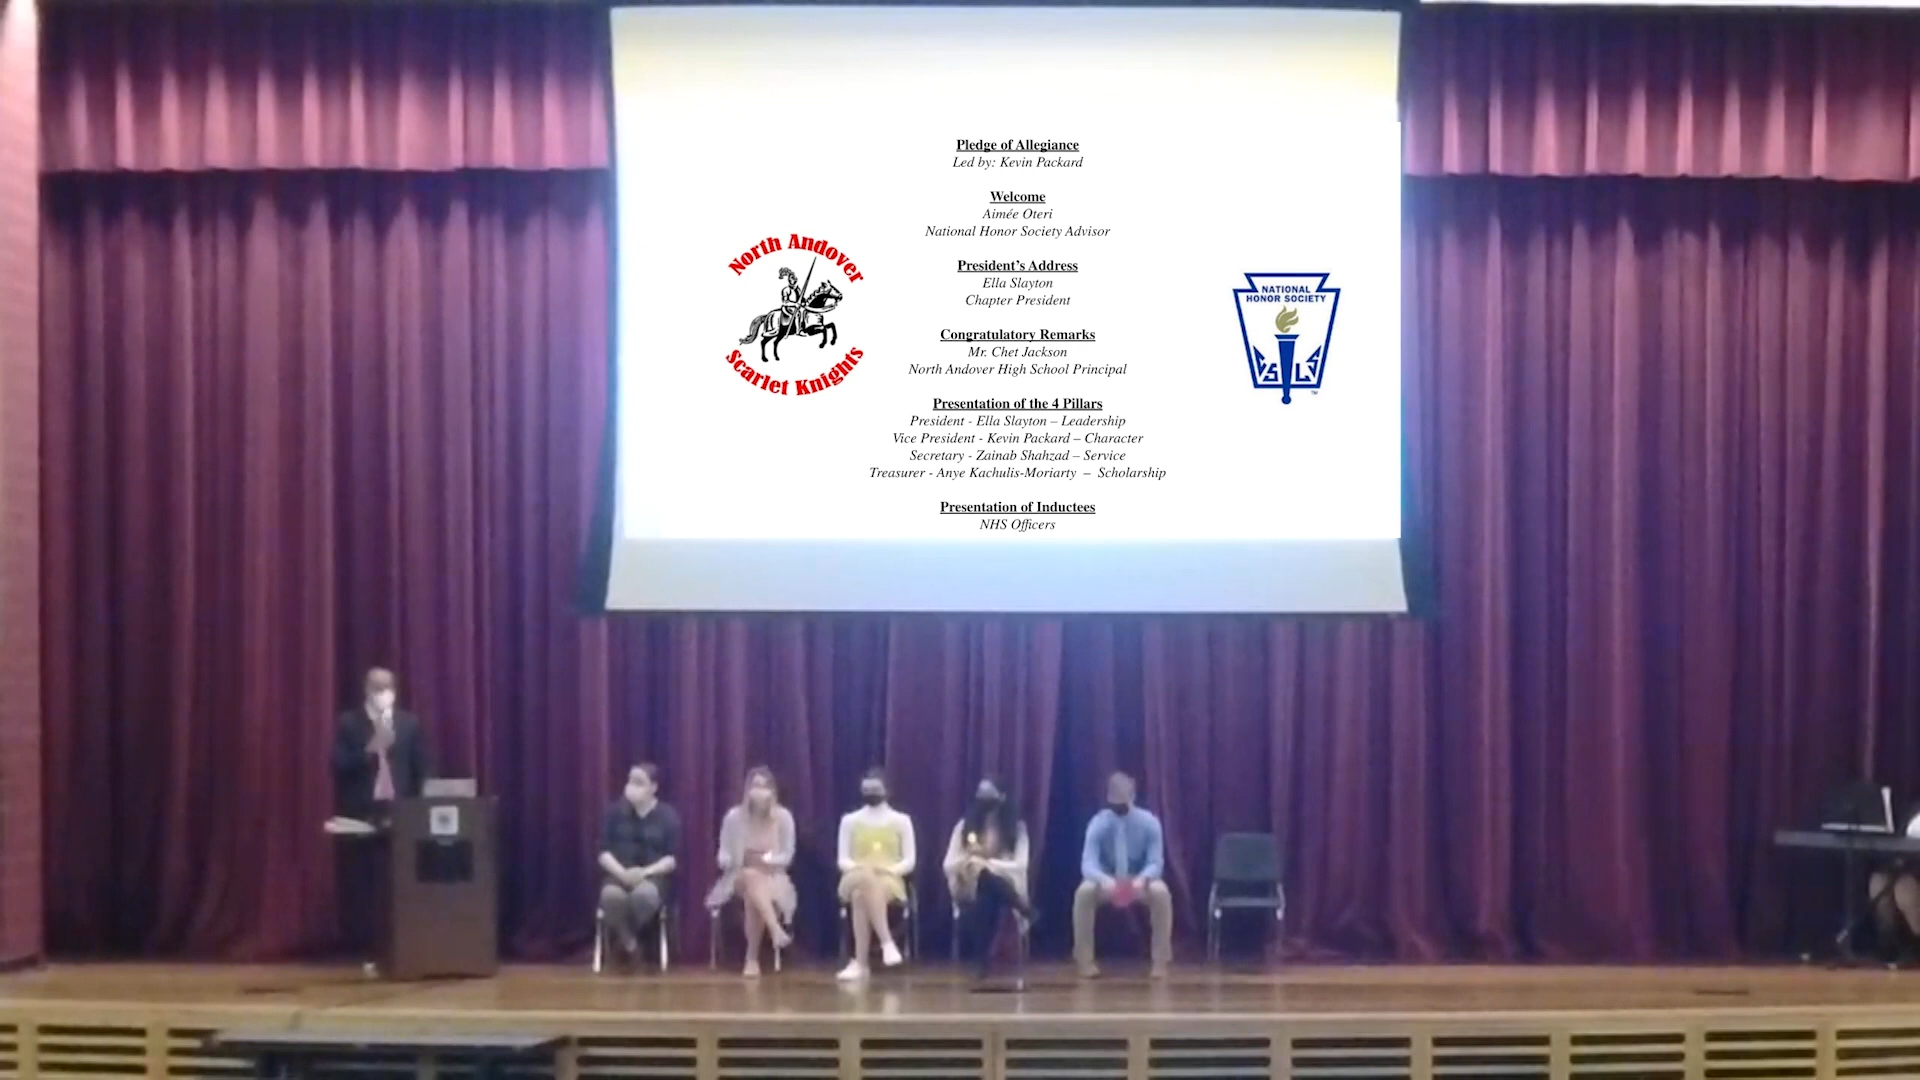 Pledge of Allegiance
Led by: Kevin Packard
Welcome
Aimée Oteri
National Honor Society Advisor
President's Address
Ella Slayton
Chapter President
Congratulatory Remarks
Mr. Chet Jackson
North Andover High School Principal
Presentation of the 4 Pillars
President - Ella Slayton – Leadership
Vice President - Kevin Packard – Character
Secretary - Zainab Shahzad – Service
Treasurer - Anye Kachulis-Moriarty – Scholarship
Presentation of Inductees
NHS Officers
North Andover
Scarlet Knights
NATIONAL
HONOR SOCIETY
C S L S
TM